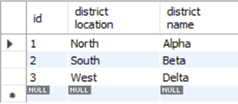 id district location district name
1 North Alpha
2 South Beta
3 West Delta
NULL NULL NULL